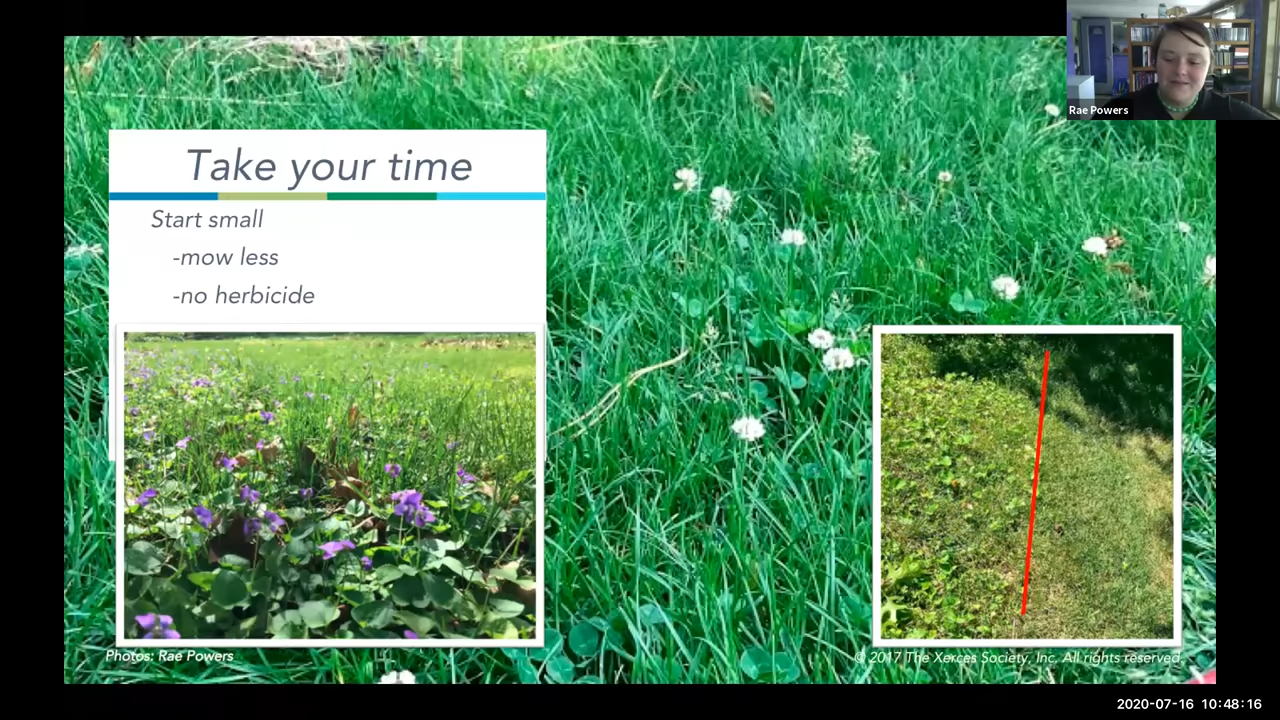 Rae Powers
Take your time
Start small
-mow less
-no herbicide
Photos: Rae Powers
© 2017 The Xerces Society, Inc. All rights reserved.
2020-07-16 10:48:16